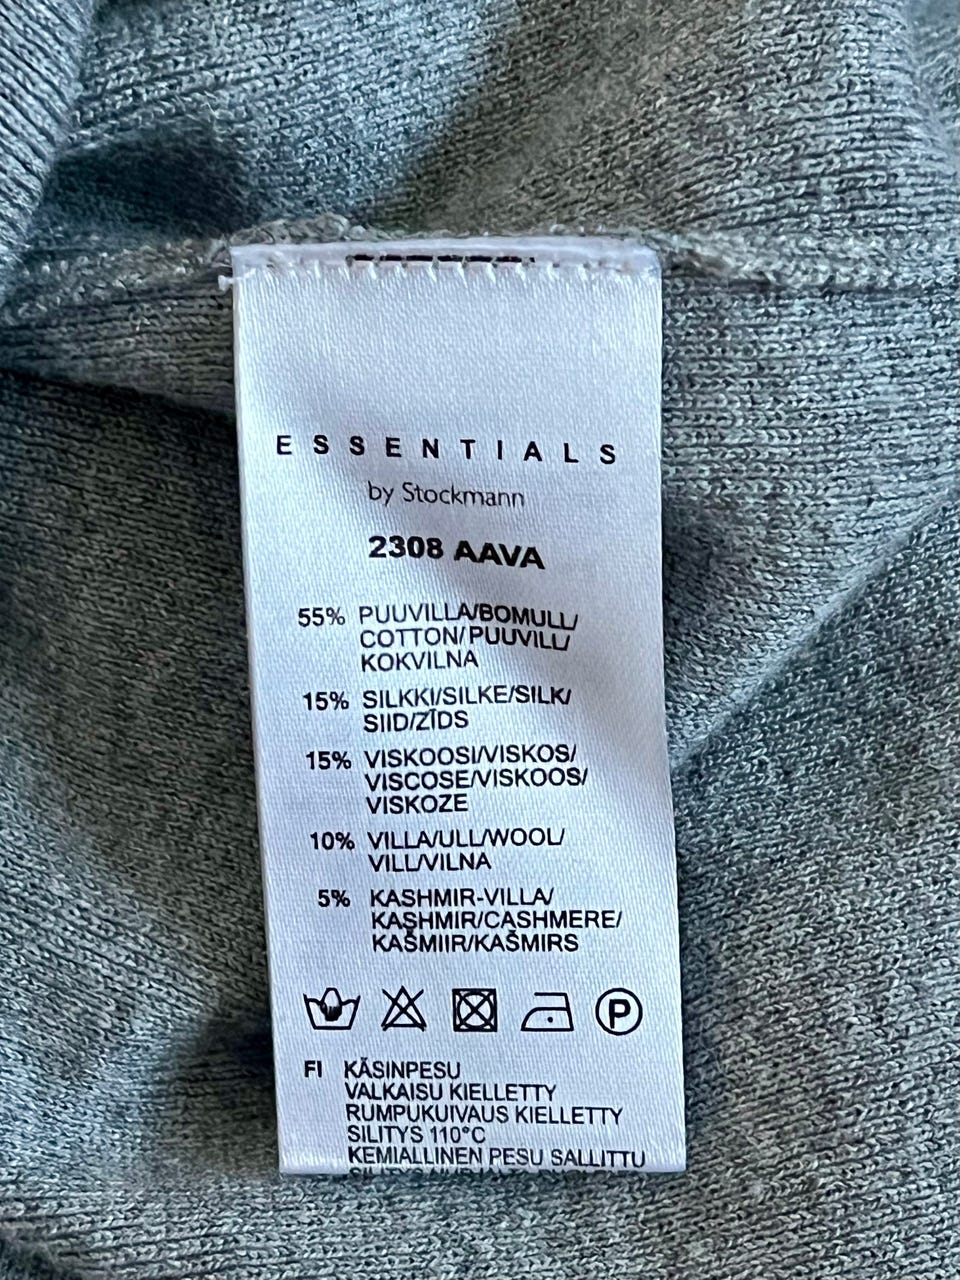 ESSENTIALS
by Stockmann
2308 AAVA
55% PUUVILLA/BOMULL/
COTTON/PUUVILL/
KOKVILNA
15% SILKKI/SILKE/SILK/
SIID/ZĪDS
15% VISKOOSI/VISKOS/
VISCOSE/VISKOOS/
VISKOZE
10% VILLA/ULL/WOOL/
VILL/VILNA
5% KASHMIR-VILLA/
KASHMIR/CASHMERE/
KAŠMIIR/KAŠMIRS
P
FI KÄSINPESU
VALKAISU KIELLETTY
RUMPUKUIVAUS KIELLETTY
SILITYS 110°C
KEMIALLINEN PESU SALLITTU